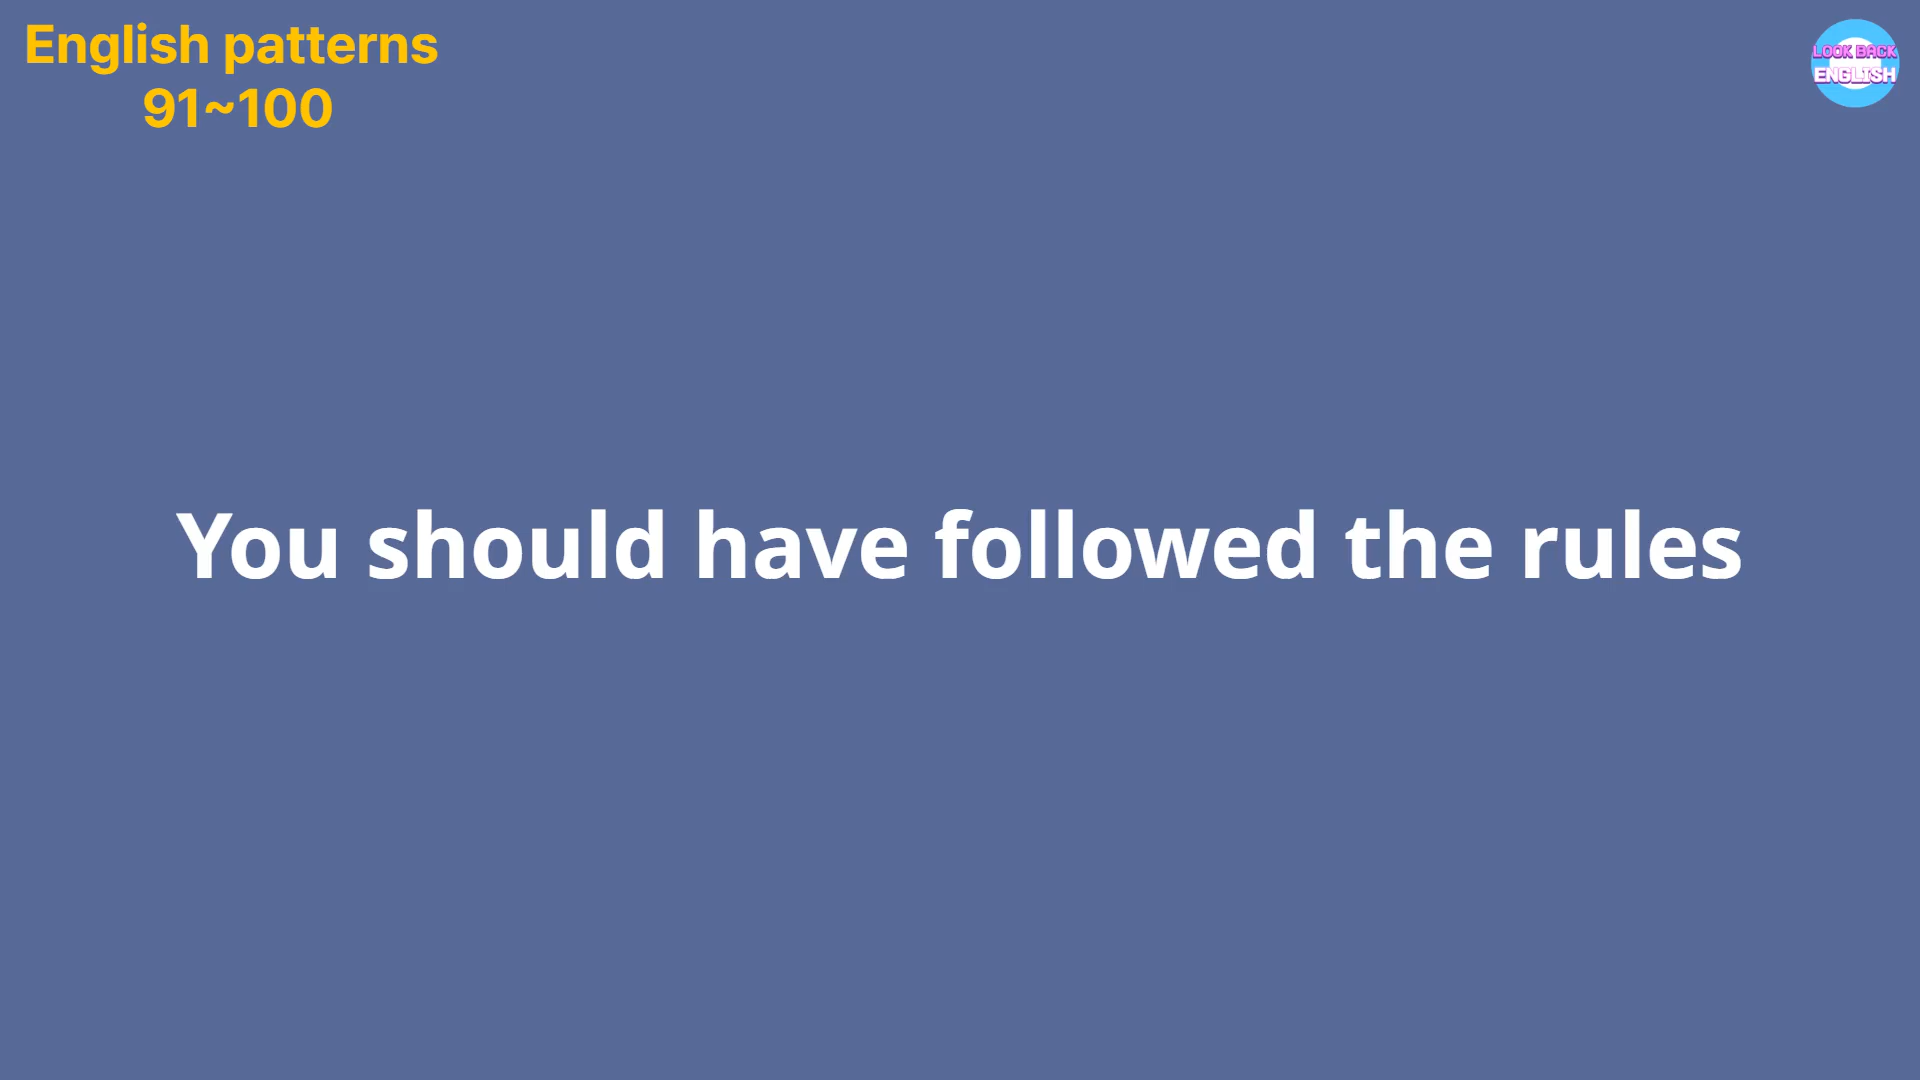 English patterns
91~100
LOOK BACK
ENGLISH
You should have followed the rules